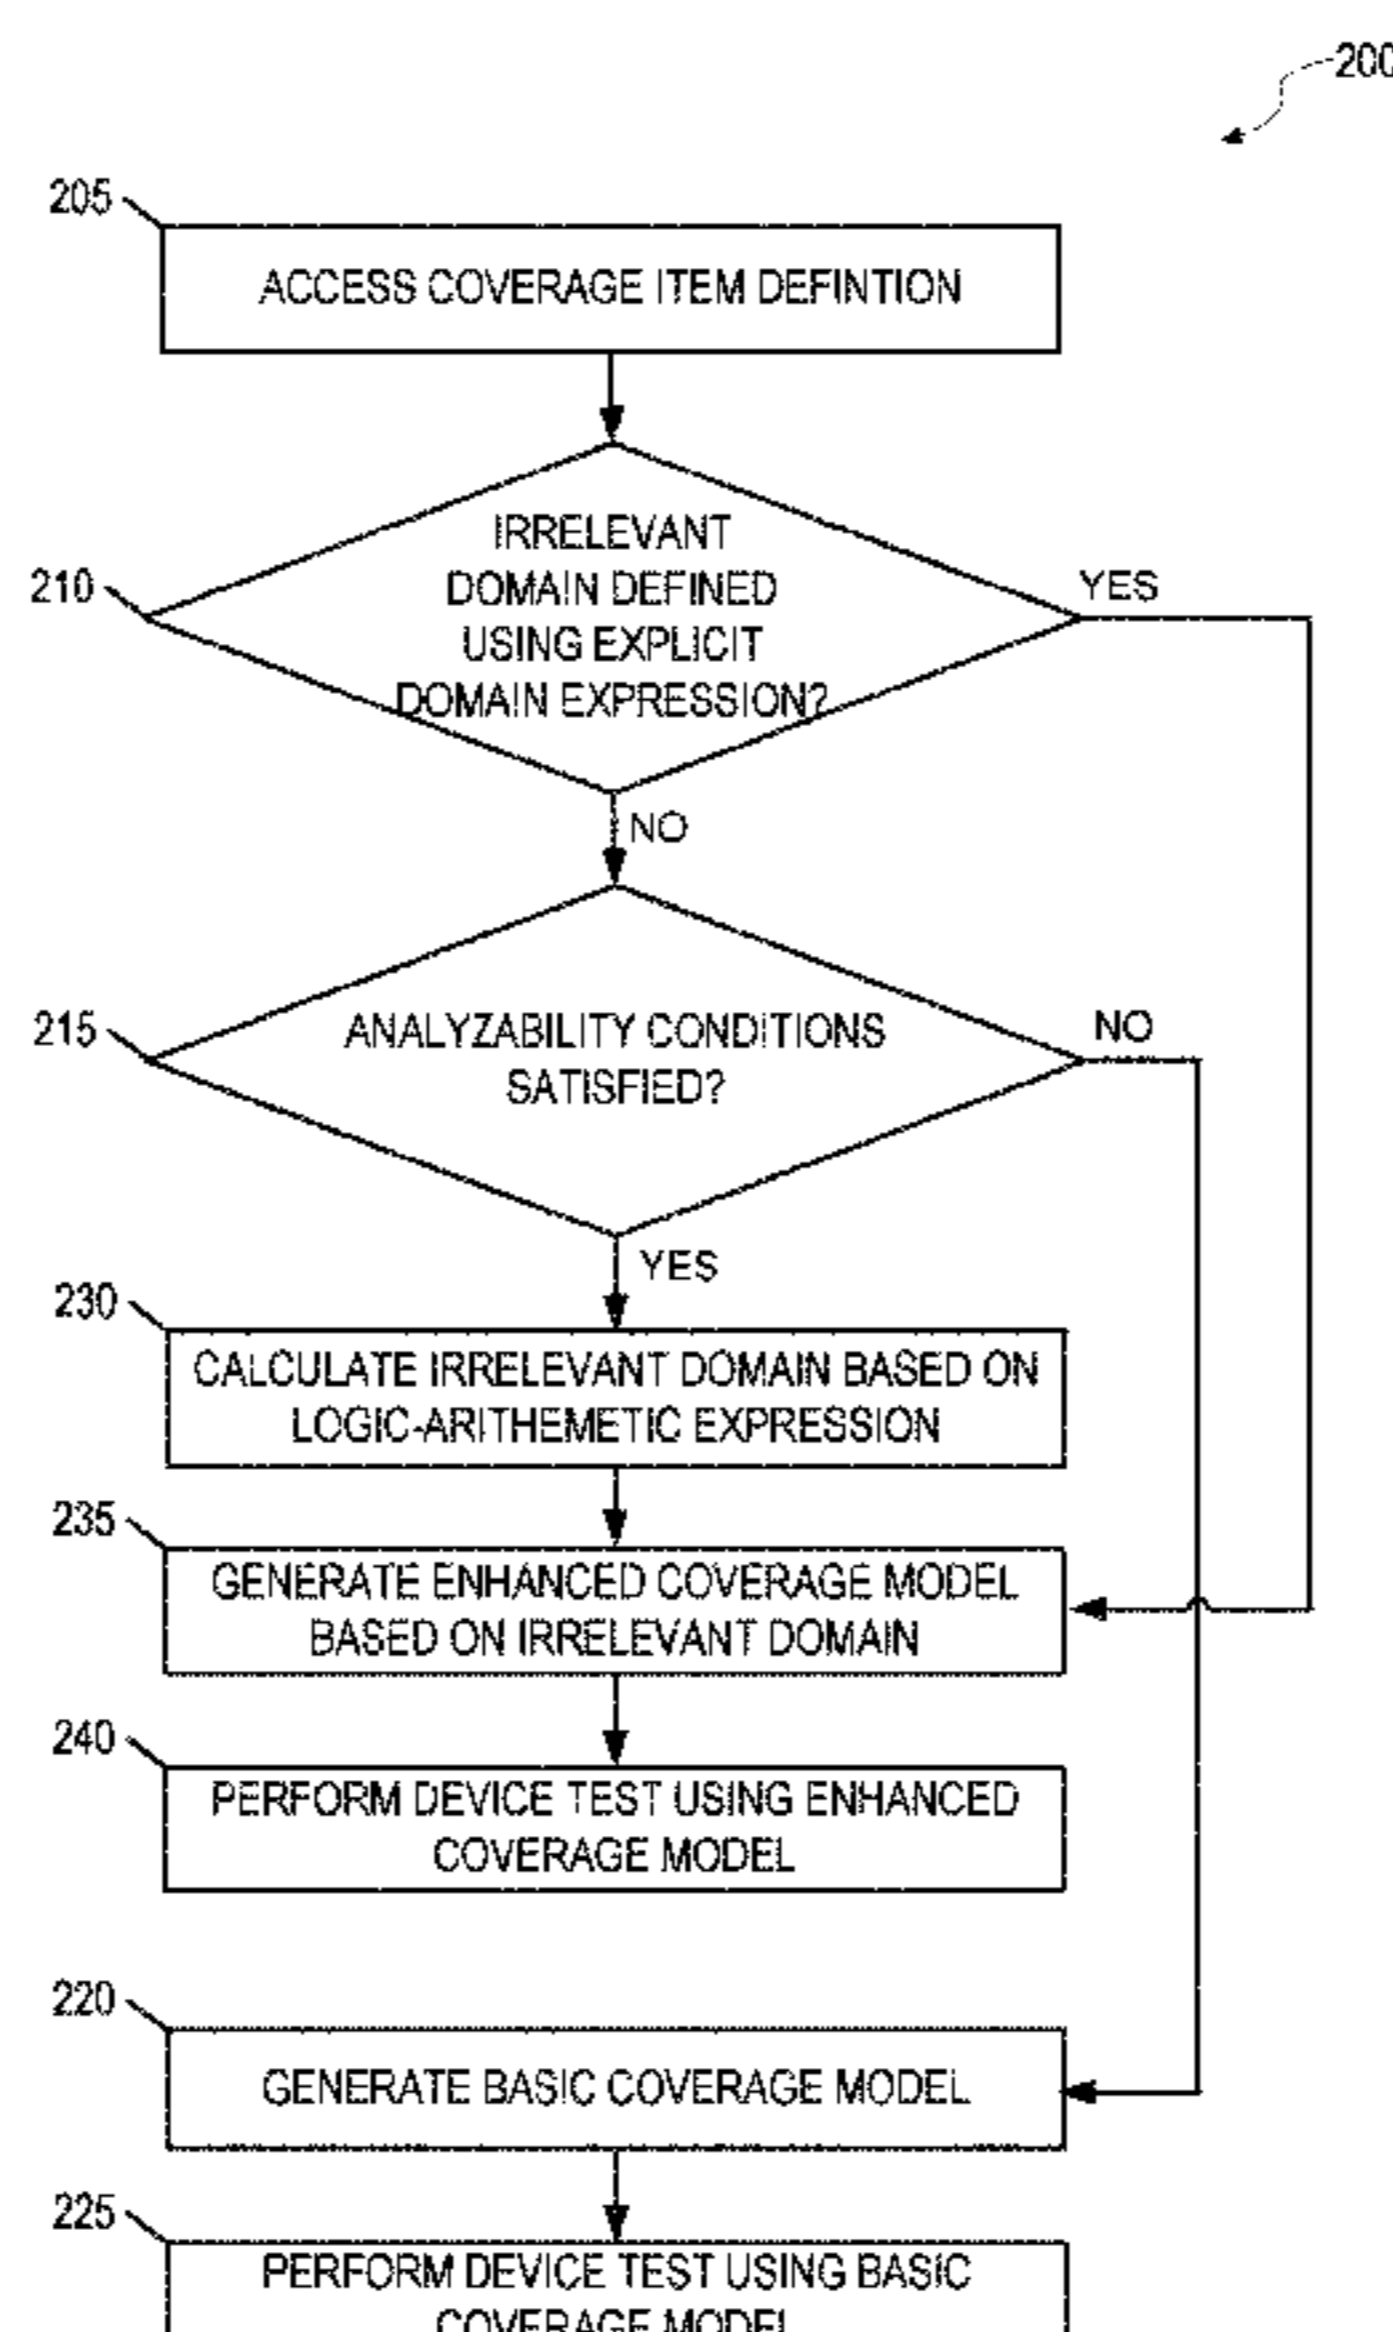 200
205
ACCESS COVERAGE ITEM DEFINTION
210
IRRELEVANT
DOMAIN DEFINED
USING EXPLICIT
DOMAIN EXPRESSION?
YES
NO
215
ANALYZABILITY CONDITIONS
SATISFIED?
NO
YES
230
CALCULATE IRRELEVANT DOMAIN BASED ON
LOGIC-ARITHEMETIC EXPRESSION
235
GENERATE ENHANCED COVERAGE MODEL
BASED ON IRRELEVANT DOMAIN
240
PERFORM DEVICE TEST USING ENHANCED
COVERAGE MODEL
220
GENERATE BASIC COVERAGE MODEL
225
PERFORM DEVICE TEST USING BASIC
COVERAGE MODEL